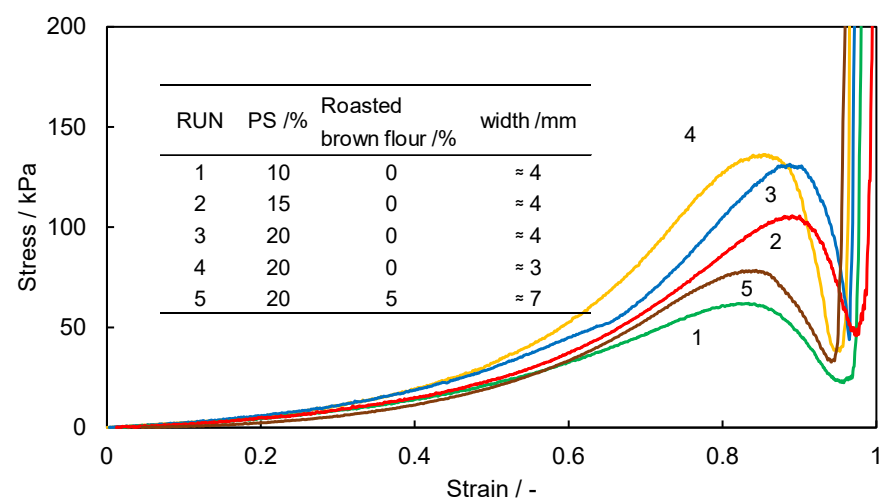 200
150
100
50
0
Stress / kPa
RUN PS /% Roasted brown flour /% width /mm
1 10 0 ≈ 4
2 15 0 ≈ 4
3 20 0 ≈ 4
4 20 0 ≈ 3
5 20 5 ≈ 7
4
3
2
5
1
0 0.2 0.4 0.6 0.8 1
Strain / -